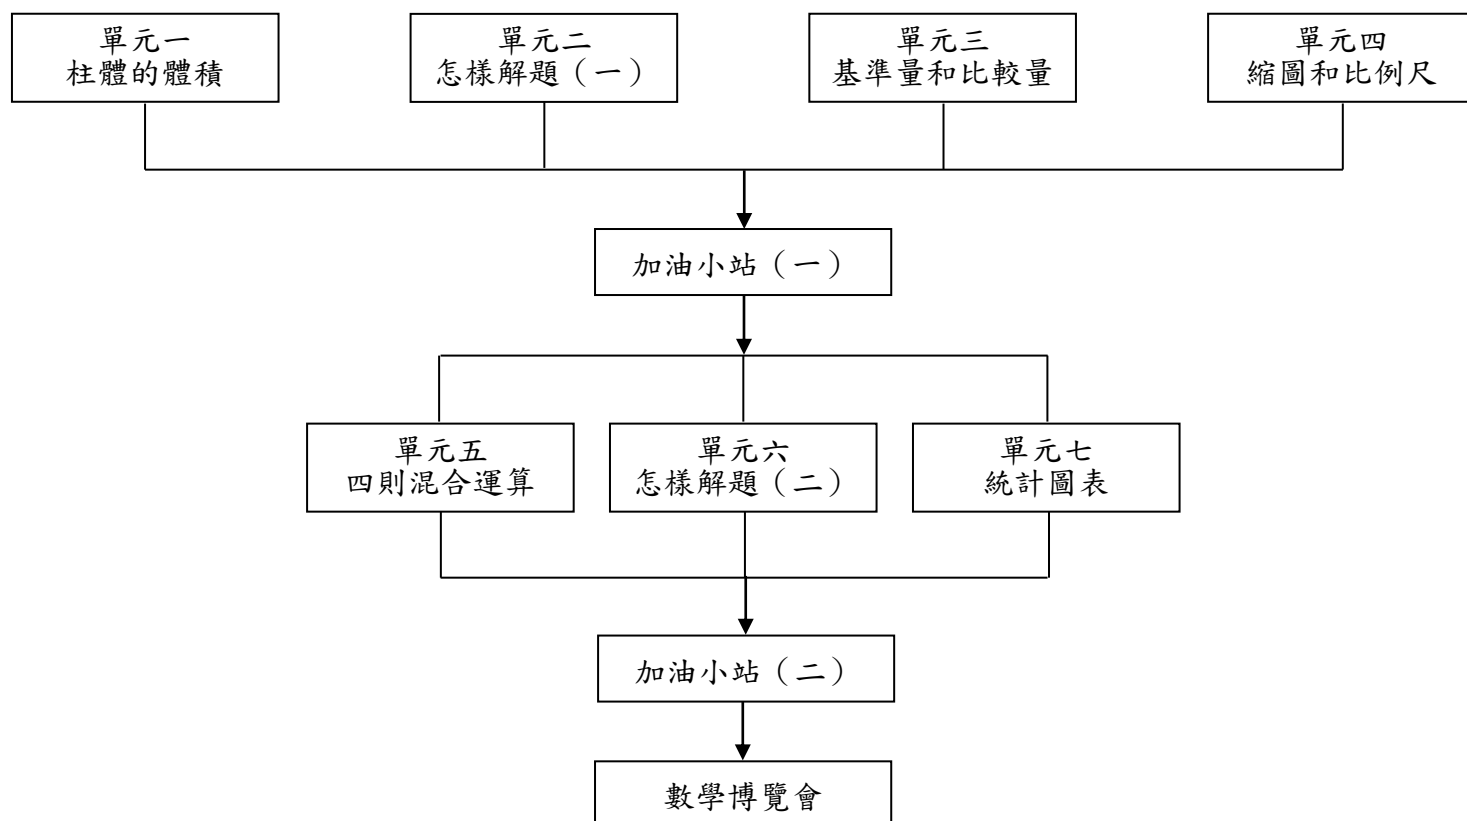 單元一
柱體的體積
單元二
怎樣解題（一）
單元三
基準量和比較量
單元四
縮圖和比例尺
加油小站（一）
單元五
四則混合運算
單元六
怎樣解題（二）
單元七
統計圖表
加油小站（二）
數學博覽會